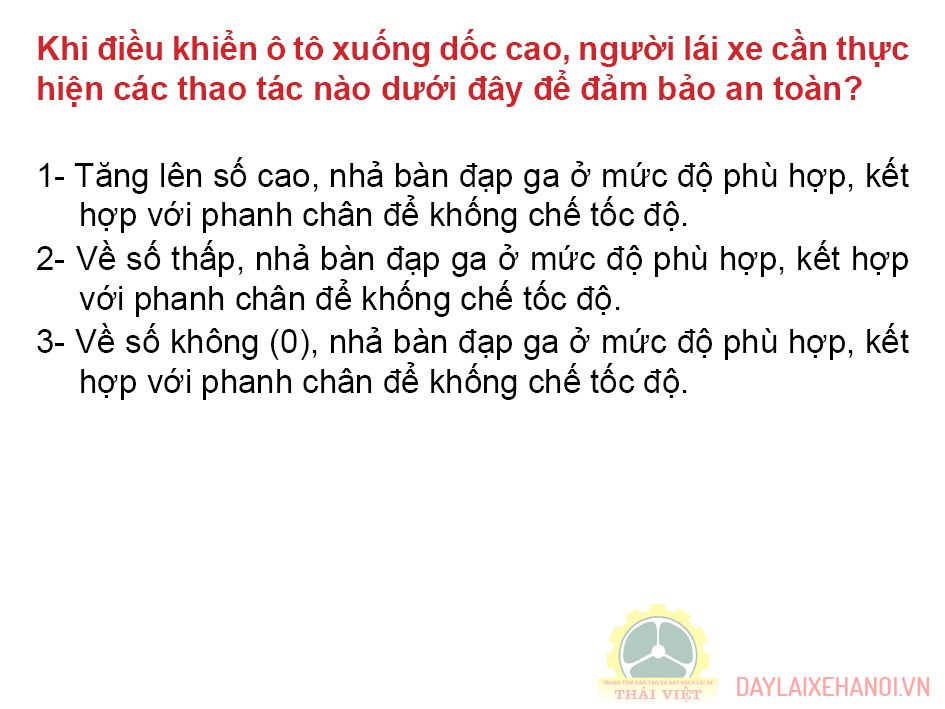 Khi điều khiển ô tô xuống dốc cao, người lái xe cần thực
hiện các thao tác nào dưới đây để đảm bảo an toàn?
1- Tăng lên số cao, nhả bàn đạp ga ở mức độ phù hợp, kết
hợp với phanh chân để khống chế tốc độ.
2- Về số thấp, nhả bàn đạp ga ở mức độ phù hợp, kết hợp
với phanh chân để khống chế tốc độ.
3- Về số không (0), nhả bàn đạp ga ở mức độ phù hợp, kết
hợp với phanh chân để khống chế tốc độ.
TRUNG TÂM ĐÀO TẠO VÀ SÁT HẠCH LÁI XE
THÁI VIỆT
DAYLAIXEHANOI.VN